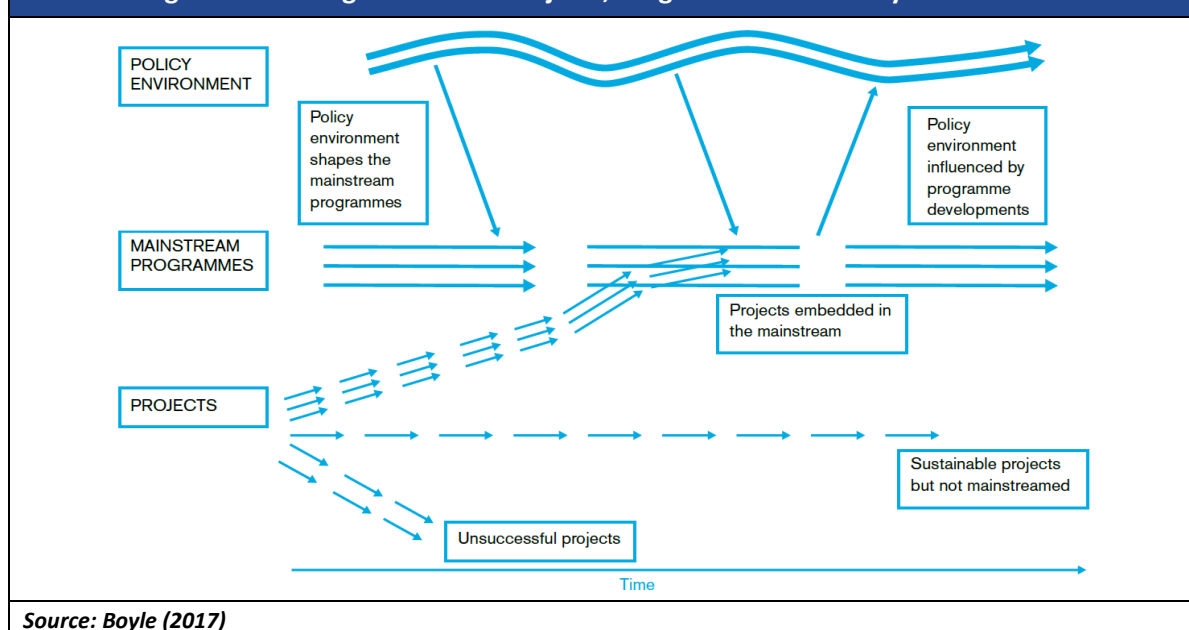 POLICY
ENVIRONMENT
Policy
environment
shapes the
mainstream
programmes
Policy
environment
influenced by
programme
developments
MAINSTREAM
PROGRAMMES
Projects embedded in
the mainstream
PROJECTS
Sustainable projects
but not mainstreamed
Unsuccessful projects
Time
Source: Boyle (2017)